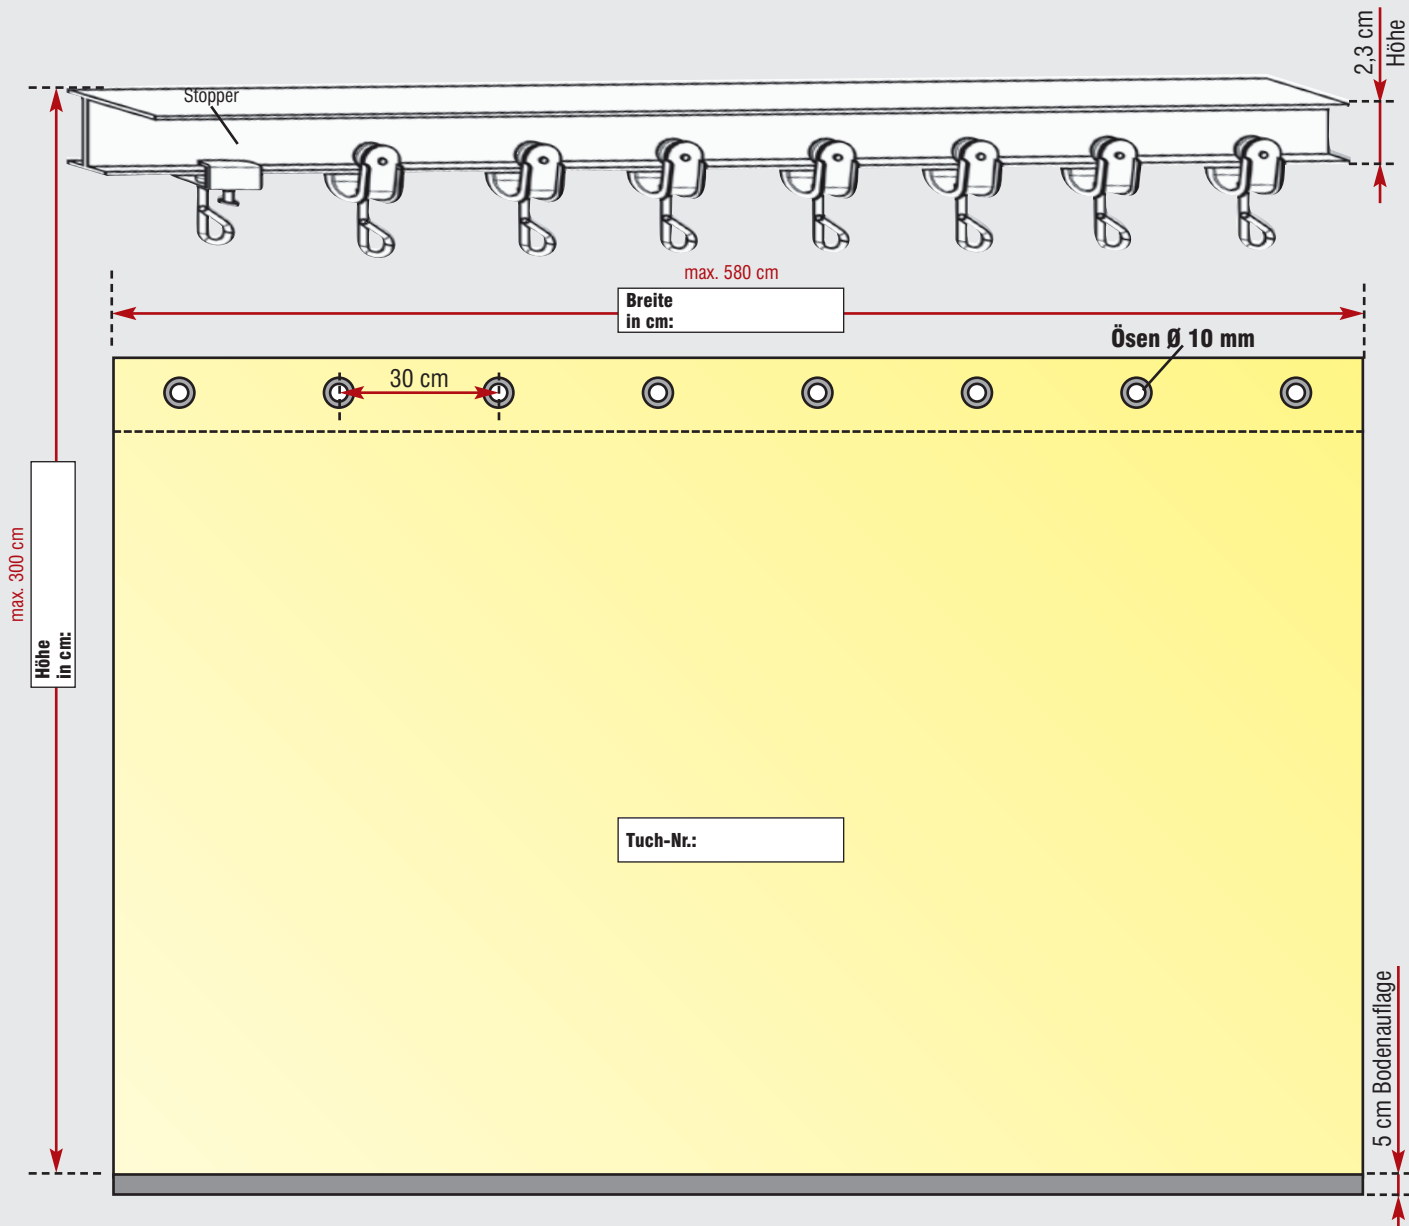 2,3 cm
Höhe
Stopper
max. 580 cm
Breite
in cm:
Ösen Ø 10 mm
30 cm
max. 300 cm
Höhe
in cm:
Tuch-Nr.:
5 cm Bodenauflage